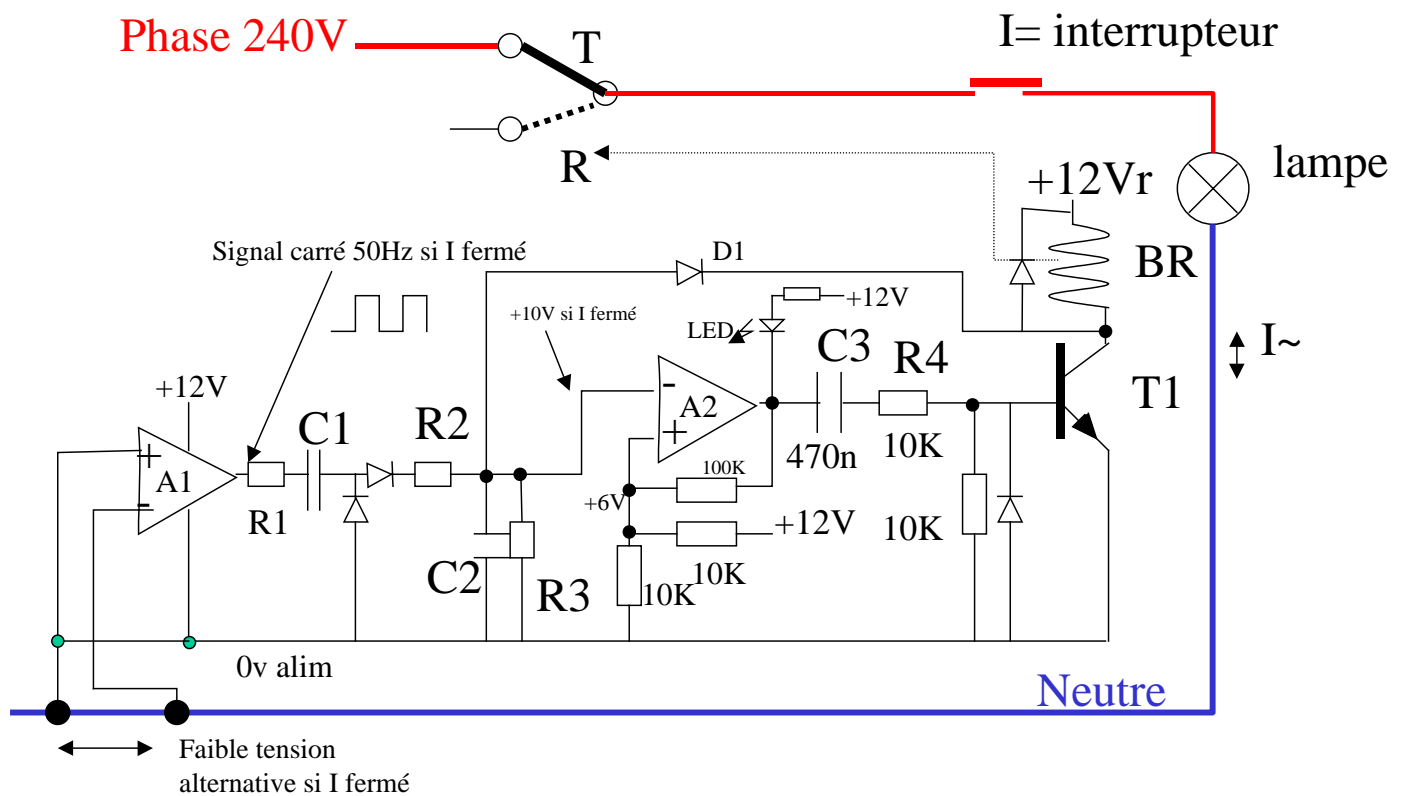 Phase 240V
T
I= interrupteur
R
lampe
+12Vr
BR
Signal carré 50Hz si I fermé
D1
+10V si I fermé
+12V
LED
C3
R4
I~
T1
+12V
C1
R2
-
A2
+
+
A1
-
R1
100K
470n
10K
+6V
+12V
10K
C2
R3
10K
10K
0v alim
Neutre
Faible tension
alternative si I fermé